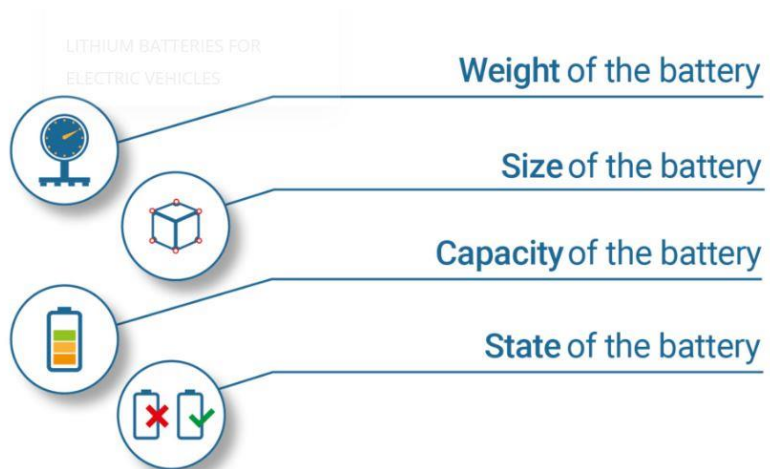 LITHIUM BATTERIES FOR
ELECTRIC VEHICLES
Weight of the battery
Size of the battery
Capacity of the battery
State of the battery